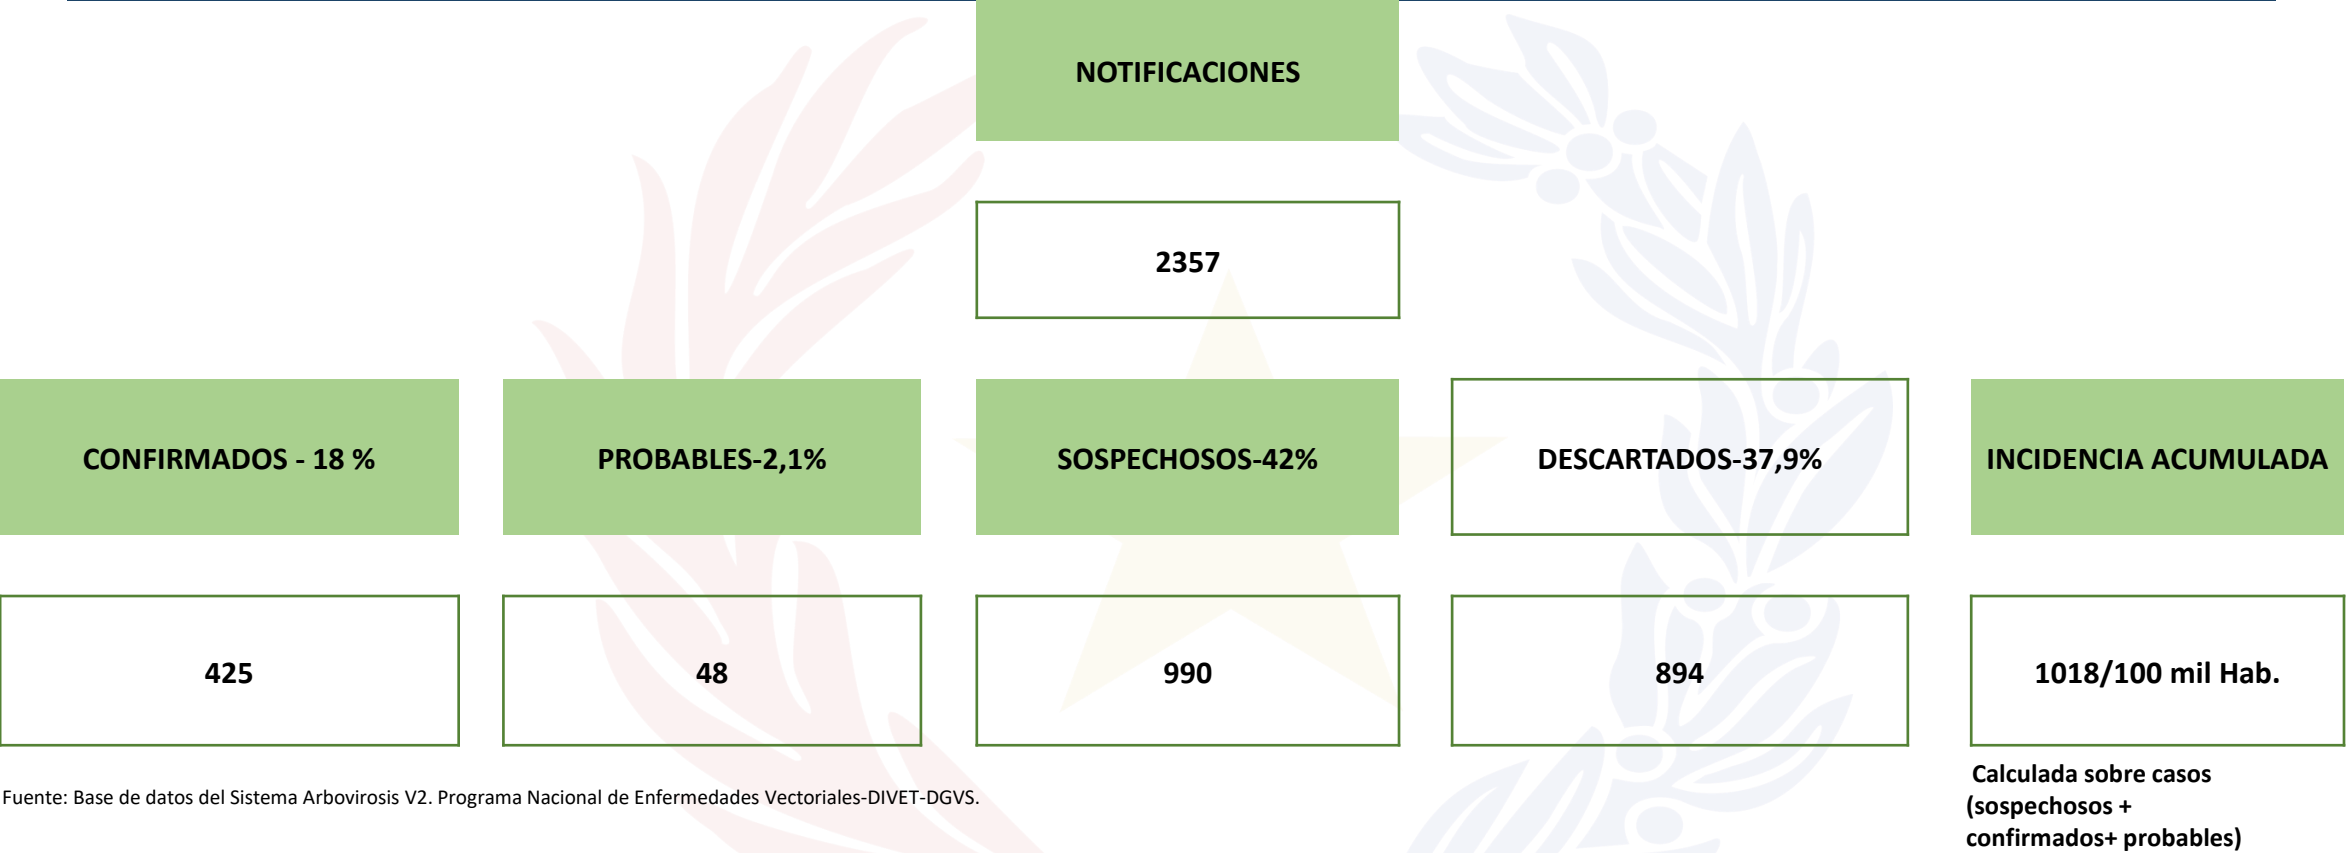 NOTIFICACIONES
2357
CONFIRMADOS - 18 %
PROBABLES-2,1%
SOSPECHOSOS-42%
DESCARTADOS-37,9%
INCIDENCIA ACUMULADA
425
48
990
894
1018/100 mil Hab.
Calculada sobre casos
(sospechosos +
confirmados+ probables)
Fuente: Base de datos del Sistema Arbovirosis V2. Programa Nacional de Enfermedades Vectoriales-DIVET-DGVS.